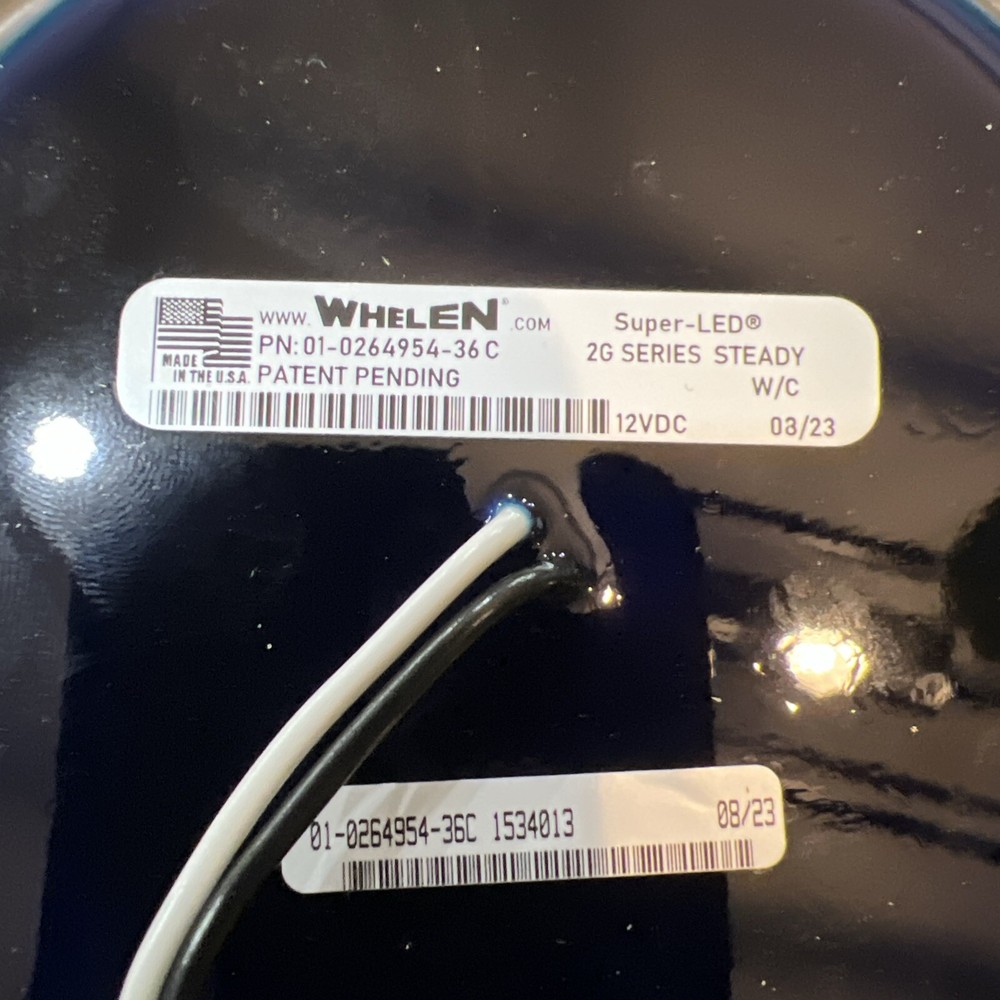 WWW. WHELEN® .COM
PN: 01-0264954-36 C
PATENT PENDING
MADE
IN THE U.S.A.
Super-LED®
2G SERIES STEADY
W/C
12VDC 08/23
01-0264954-36C 1534013 08/23